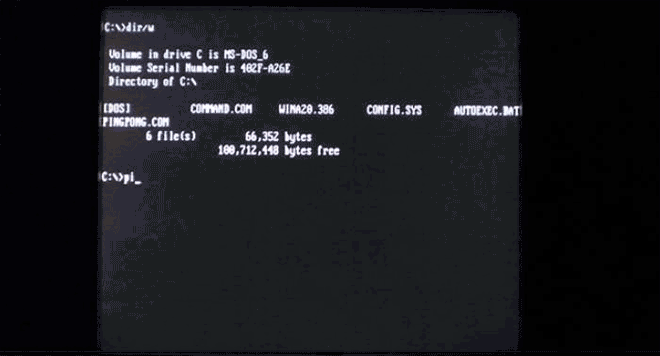 C:\>dir/w
Volume in drive C is MS-DOS_6
Volume Serial Number is 402F-A26E
Directory of C:\
[DOS] COMMAND.COM WINA20.386 CONFIG.SYS AUTOEXEC.BAT
PINGPONG.COM
6 file(s) 66,352 bytes
100,712,448 bytes free
C:\>pi_